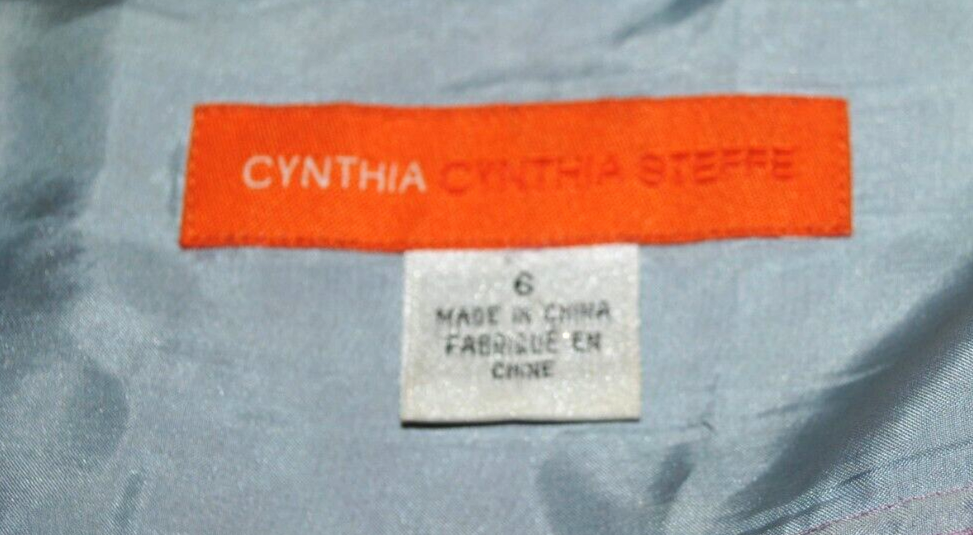 CYNTHIA CYNTHIA STEFFE
6
MADE IN CHINA
FABRIQUÉ EN
CHINE